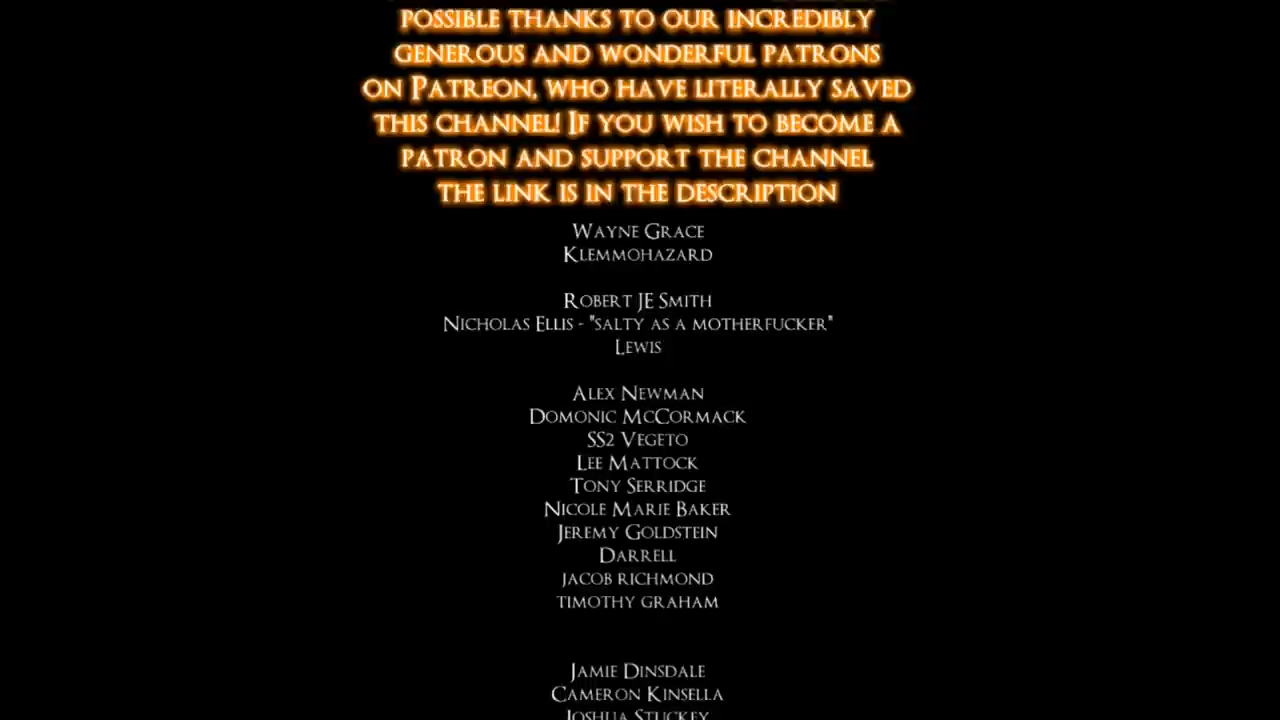 possible thanks to our incredibly
generous and wonderful patrons
on Patreon, who have literally saved
this channel! If you wish to become a
patron and support the channel
the link is in the description
Wayne Grace
Klemmohazard
Robert JE Smith
Nicholas Ellis - "salty as a motherfucker"
Lewis
Alex Newman
Domonic McCormack
SS2 Vegeto
Lee Mattock
Tony Serridge
Nicole Marie Baker
Jeremy Goldstein
Darrell
jacob richmond
timothy graham
Jamie Dinsdale
Cameron Kinsella
Joshua Stuckey